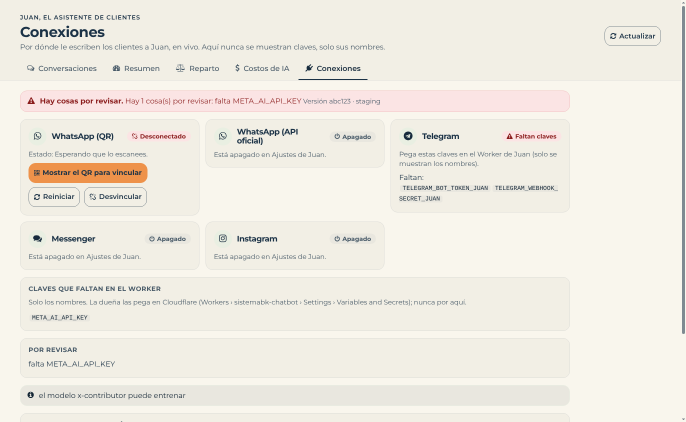 JUAN, EL ASISTENTE DE CLIENTES
Conexiones
Por dónde le escriben los clientes a Juan, en vivo. Aquí nunca se muestran claves, solo sus nombres.
Actualizar
Conversaciones
Resumen
Reparto
Costos de IA
Conexiones
Hay cosas por revisar. Hay 1 cosa(s) por revisar: falta META_AI_API_KEY Versión abc123 · staging
WhatsApp (QR)
Desconectado
Estado: Esperando que lo escanees.
Mostrar el QR para vincular
Reiniciar
Desvincular
WhatsApp (API
oficial)
Apagado
Está apagado en Ajustes de Juan.
Telegram
Faltan claves
Pega estas claves en el Worker de Juan (solo se
muestran los nombres).
Faltan:
TELEGRAM_BOT_TOKEN_JUAN TELEGRAM_WEBHOOK_
SECRET_JUAN
Messenger
Apagado
Está apagado en Ajustes de Juan.
Instagram
Apagado
Está apagado en Ajustes de Juan.
CLAVES QUE FALTAN EN EL WORKER
Solo los nombres. La dueña las pega en Cloudflare (Workers › sistemabk-chatbot › Settings › Variables and Secrets); nunca por aquí.
META_AI_API_KEY
POR REVISAR
falta META_AI_API_KEY
el modelo x-contributor puede entrenar